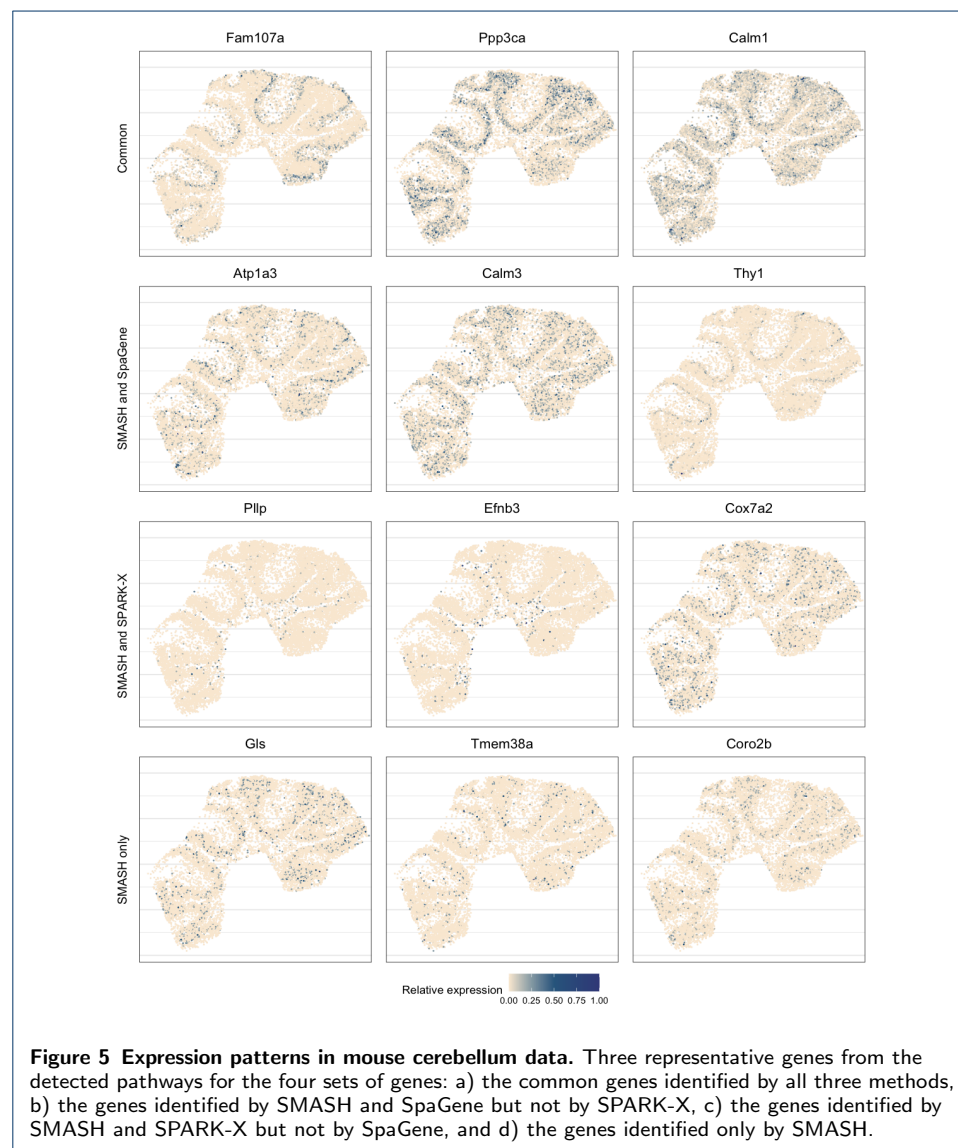 Fam107a Ppp3ca Calm1
Common
Atp1a3 Calm3 Thy1
SMASH and SpaGene
Pllp Efnb3 Cox7a2
SMASH and SPARK-X
Gls Tmem38a Coro2b
SMASH only
Relative expression
0.00 0.25 0.50 0.75 1.00
Figure 5 Expression patterns in mouse cerebellum data. Three representative genes from the
detected pathways for the four sets of genes: a) the common genes identified by all three methods,
b) the genes identified by SMASH and SpaGene but not by SPARK-X, c) the genes identified by
SMASH and SPARK-X but not by SpaGene, and d) the genes identified only by SMASH.